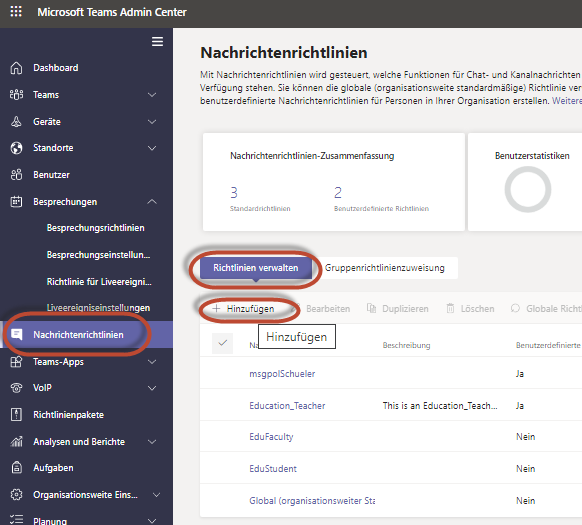 Microsoft Teams Admin Center
Dashboard
Teams
Geräte
Standorte
Benutzer
Besprechungen
Besprechungsrichtlinien
Besprechungseinstellun...
Richtlinie für Liveereigni...
Liveereigniseinstellungen
Nachrichtenrichtlinien
Teams-Apps
VoIP
Richtlinienpakete
Analysen und Berichte
Aufgaben
Organisationsweite Eins...
Planung
Nachrichtenrichtlinien
Mit Nachrichtenrichtlinien wird gesteuert, welche Funktionen für Chat- und Kanalnachrichten
Verfügung stehen. Sie können die globale (organisationsweite standardmäßige) Richtlinie ver
benutzerdefinierte Nachrichtenrichtlinien für Personen in Ihrer Organisation erstellen. Weitere
Nachrichtenrichtlinien-Zusammenfassung
3
Standardrichtlinien
2
Benutzerdefinierte Richtlinien
Benutzerstatistiken
Richtlinien verwalten
Gruppenrichtlinienzuweisung
+ Hinzufügen
Bearbeiten
Duplizieren
Löschen
Globale Richtl
Hinzufügen
Beschreibung
Benutzerdefinierte
msgpolSchueler
Ja
Education_Teacher
This is an Education_Teach...
Ja
EduFaculty
Nein
EduStudent
Nein
Global (organisationsweiter Sta
Nein